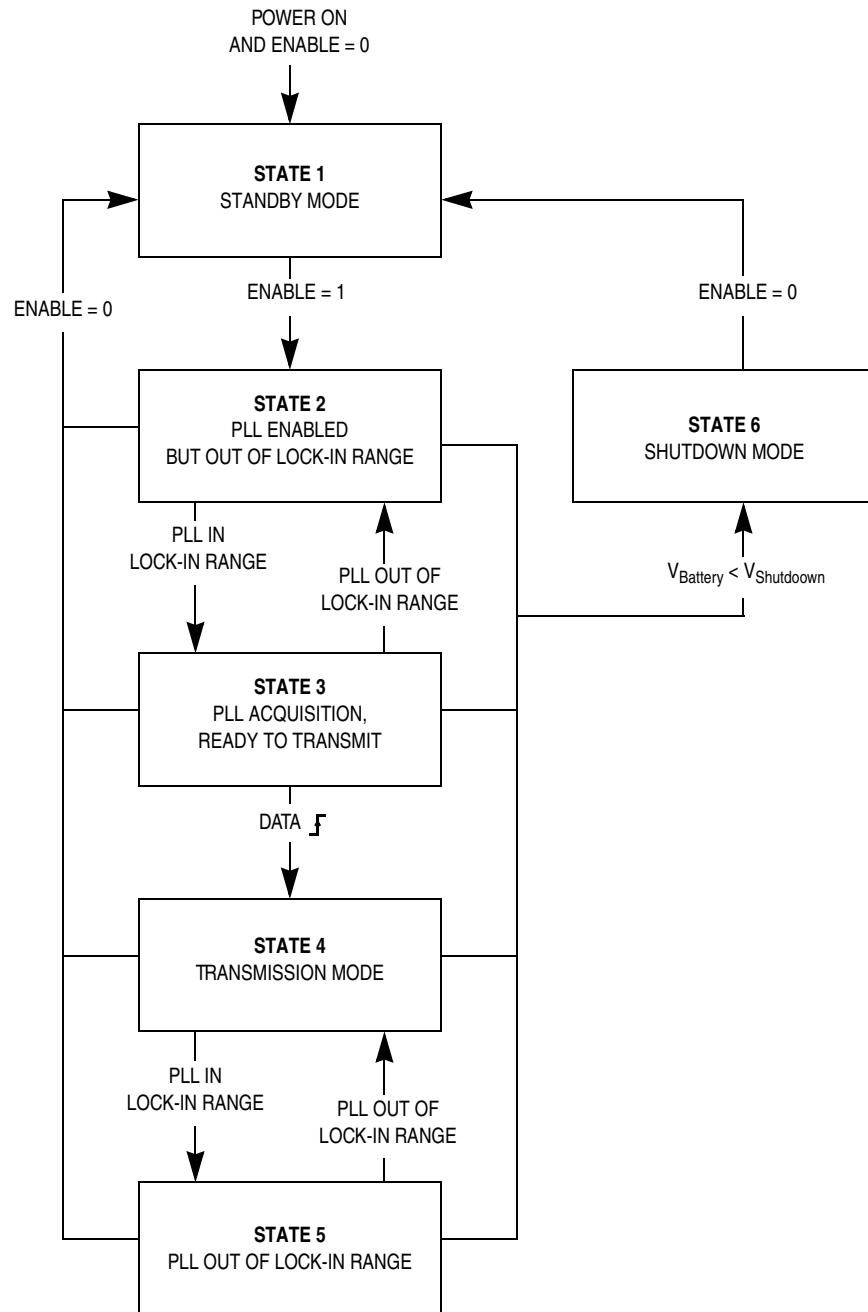 POWER ON
AND ENABLE = 0
STATE 1
STANDBY MODE
ENABLE = 0
ENABLE = 1
ENABLE = 0
STATE 2
PLL ENABLED
BUT OUT OF LOCK-IN RANGE
STATE 6
SHUTDOWN MODE
PLL IN
LOCK-IN RANGE
PLL OUT OF
LOCK-IN RANGE
VBattery < VShutdoown
STATE 3
PLL ACQUISITION,
READY TO TRANSMIT
DATA
STATE 4
TRANSMISSION MODE
PLL IN
LOCK-IN RANGE
PLL OUT OF
LOCK-IN RANGE
STATE 5
PLL OUT OF LOCK-IN RANGE